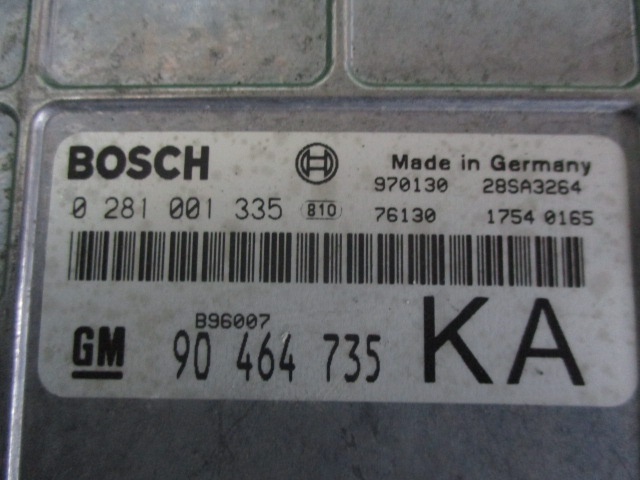 BOSCH Made in Germany
970130 28SA3264
0 281 001 335 810 76130 1754 0165
B96007
GM 90 464 735 KA